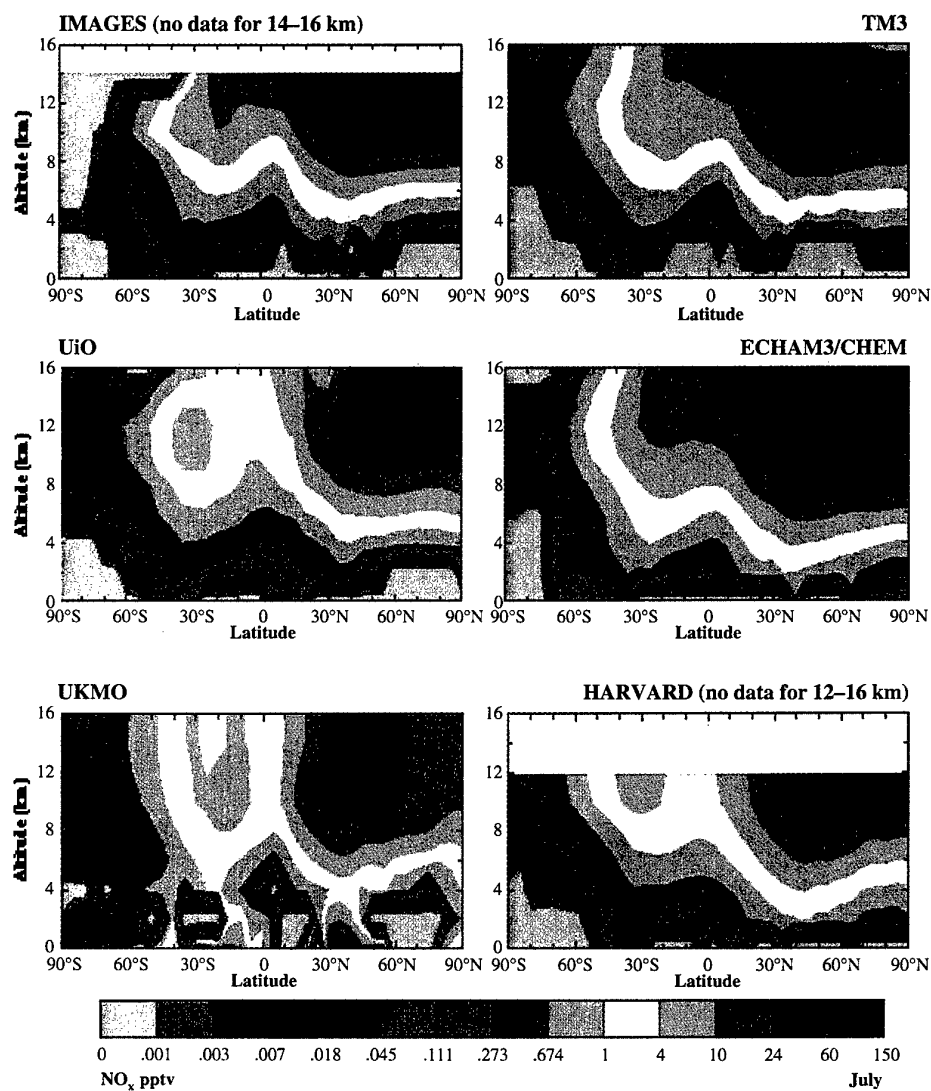 IMAGES (no data for 14–16 km)
TM3
16
12
8
4
0
Altitude (km)
90°S 60°S 30°S 0 30°N 60°N 90°N
Latitude
90°S 60°S 30°S 0 30°N 60°N 90°N
Latitude
UiO
ECHAM3/CHEM
16
12
8
4
0
Altitude (km)
90°S 60°S 30°S 0 30°N 60°N 90°N
Latitude
90°S 60°S 30°S 0 30°N 60°N 90°N
Latitude
UKMO
HARVARD (no data for 12–16 km)
16
12
8
4
0
Altitude (km)
16
12
8
4
0
90°S 60°S 30°S 0 30°N 60°N 90°N
Latitude
90°S 60°S 30°S 0 30°N 60°N 90°N
Latitude
0 .001 .003 .007 .018 .045 .111 .273 .674 1 4 10 24 60 150
NOx pptv
July